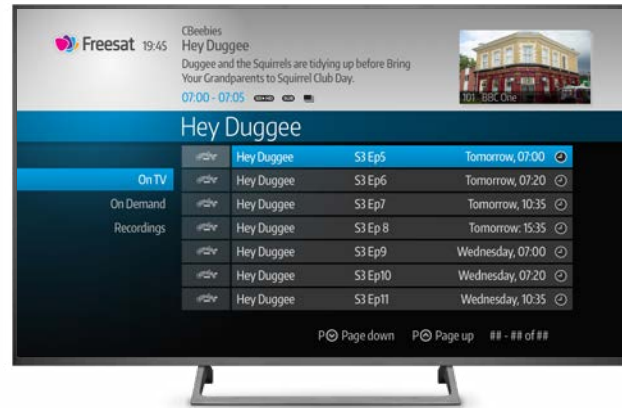 Freesat 19:45
CBeebies
Hey Duggee
Duggee and the Squirrels are tidying up before Bring
Your Grandparents to Squirrel Club Day.
07:00 - 07:05
101 BBC One
Hey Duggee
On TV
On Demand
Recordings
Hey Duggee S3 Ep5 Tomorrow, 07:00
Hey Duggee S3 Ep6 Tomorrow, 07:20
Hey Duggee S3 Ep7 Tomorrow, 10:35
Hey Duggee S3 Ep 8 Tomorrow: 15:35
Hey Duggee S3 Ep9 Wednesday, 07:00
Hey Duggee S3 Ep10 Wednesday, 07:20
Hey Duggee S3 Ep11 Wednesday, 10:35
P Page down P Page up ## - ## of ##